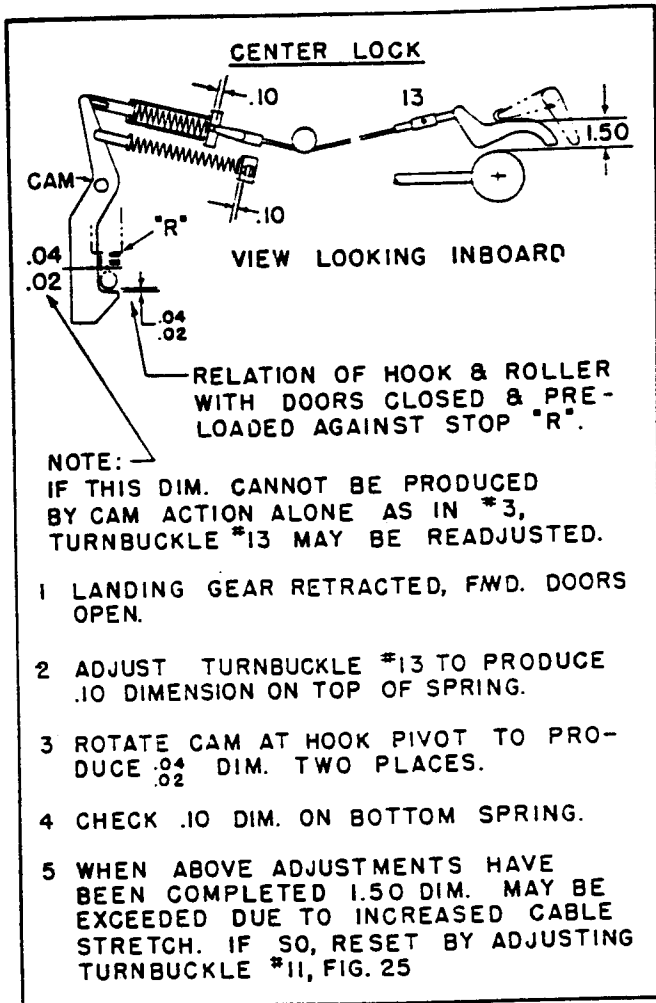 CENTER LOCK
.10
13
1.50
CAM
"R"
.10
.04
.02
VIEW LOOKING INBOARD
.04
.02
RELATION OF HOOK & ROLLER
WITH DOORS CLOSED & PRE-
LOADED AGAINST STOP "R".
NOTE:
IF THIS DIM. CANNOT BE PRODUCED
BY CAM ACTION ALONE AS IN #3,
TURNBUCKLE #13 MAY BE READJUSTED.
1 LANDING GEAR RETRACTED, FWD. DOORS
OPEN.
2 ADJUST TURNBUCKLE #13 TO PRODUCE
.10 DIMENSION ON TOP OF SPRING.
3 ROTATE CAM AT HOOK PIVOT TO PRO-
DUCE .04 .02 DIM. TWO PLACES.
4 CHECK .10 DIM. ON BOTTOM SPRING.
5 WHEN ABOVE ADJUSTMENTS HAVE
BEEN COMPLETED 1.50 DIM. MAY BE
EXCEEDED DUE TO INCREASED CABLE
STRETCH. IF SO, RESET BY ADJUSTING
TURNBUCKLE #11, FIG. 25